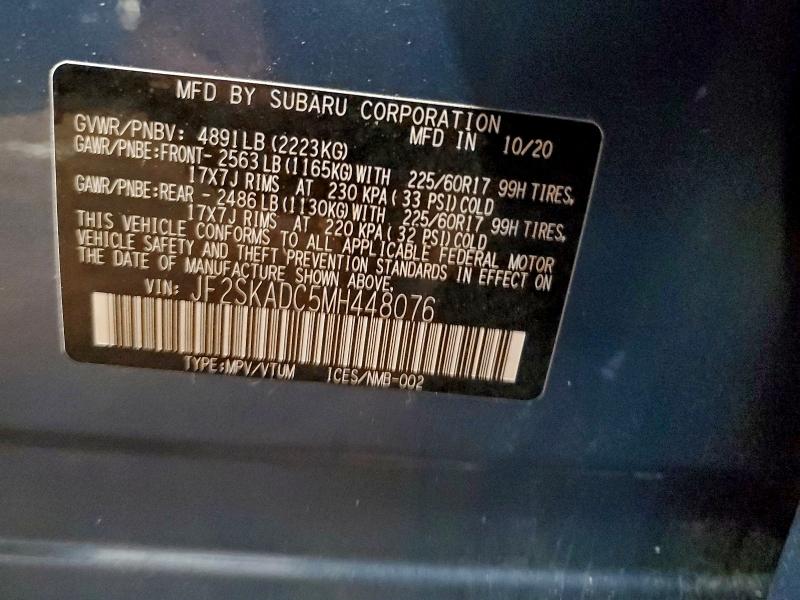 MFD BY SUBARU CORPORATION
GVWR/PNBV: 4891LB(2223KG) MFD IN 10/20
GAWR/PNBE:FRONT- 2563LB(1165KG)WITH 225/60R17 99H TIRES,
17X7J RIMS AT 230 KPA( 33 PSI)COLD
GAWR/PNBE:REAR - 2486LB(1130KG)WITH 225/60R17 99H TIRES,
17X7J RIMS AT 220 KPA( 32 PSI)COLD
THIS VEHICLE CONFORMS TO ALL APPLICABLE FEDERAL MOTOR
VEHICLE SAFETY AND THEFT PREVENTION STANDARDS IN EFFECT ON
THE DATE OF MANUFACTURE SHOWN ABOVE.
VIN: JF2SKADC5MH448076
TYPE:MPV/VTUM ICES/NMB-002